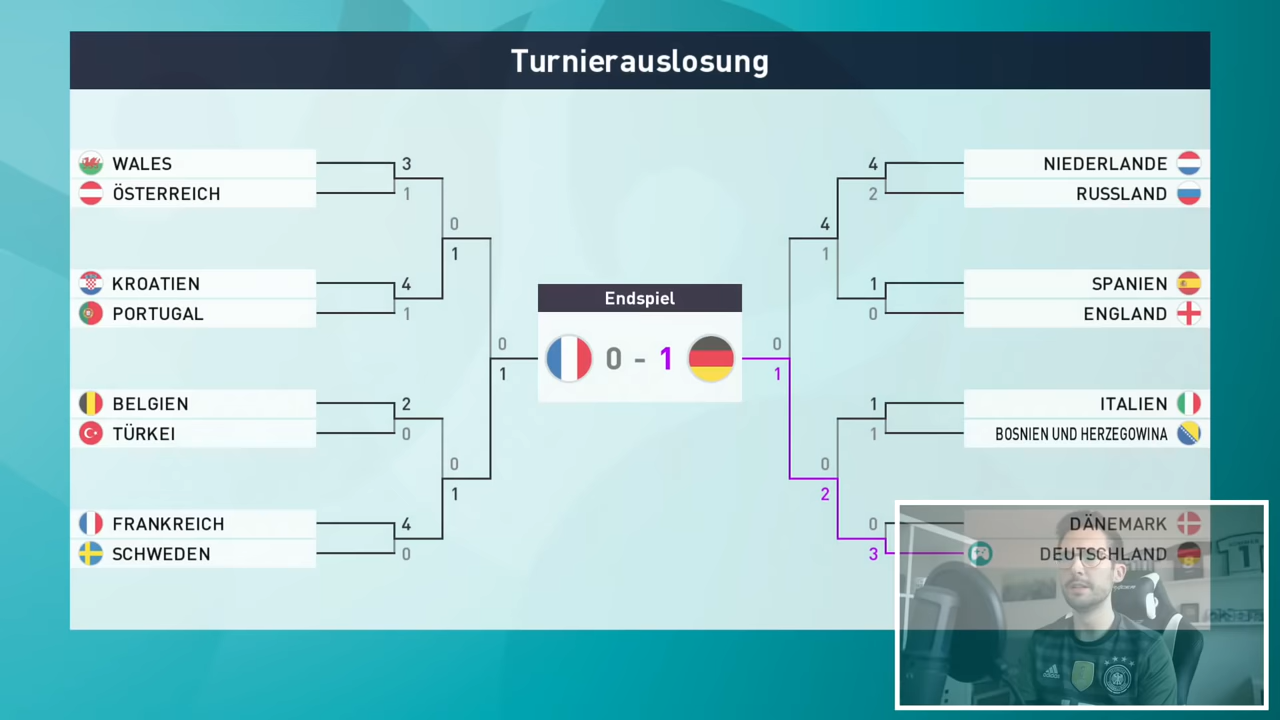 Turnierauslosung
WALES 3
ÖSTERREICH 1
0
1
KROATIEN 4
PORTUGAL 1
0
1
BELGIEN 2
TÜRKEI 0
0
1
FRANKREICH 4
SCHWEDEN 0
Endspiel
0 - 1
4 NIEDERLANDE
2 RUSSLAND
4
1
1 SPANIEN
0 ENGLAND
0
1
1 ITALIEN
1 BOSNIEN UND HERZEGOWINA
0
2
0 DÄNEMARK
3 DEUTSCHLAND
1